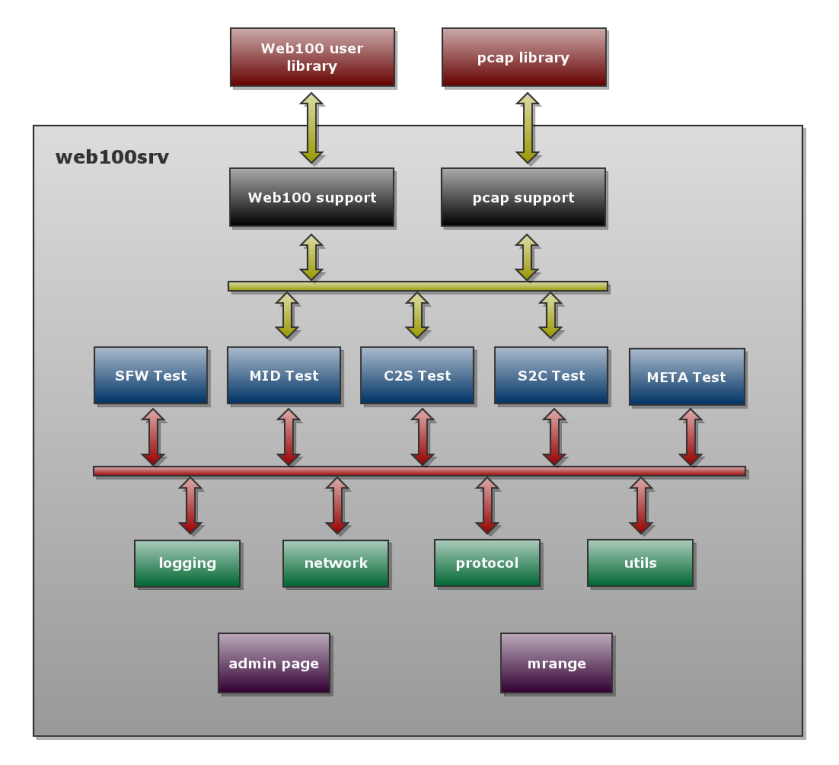 Web100 user
library
pcap library
web100srv
Web100 support
pcap support
SFW Test
MID Test
C2S Test
S2C Test
META Test
logging
network
protocol
utils
admin page
mrange